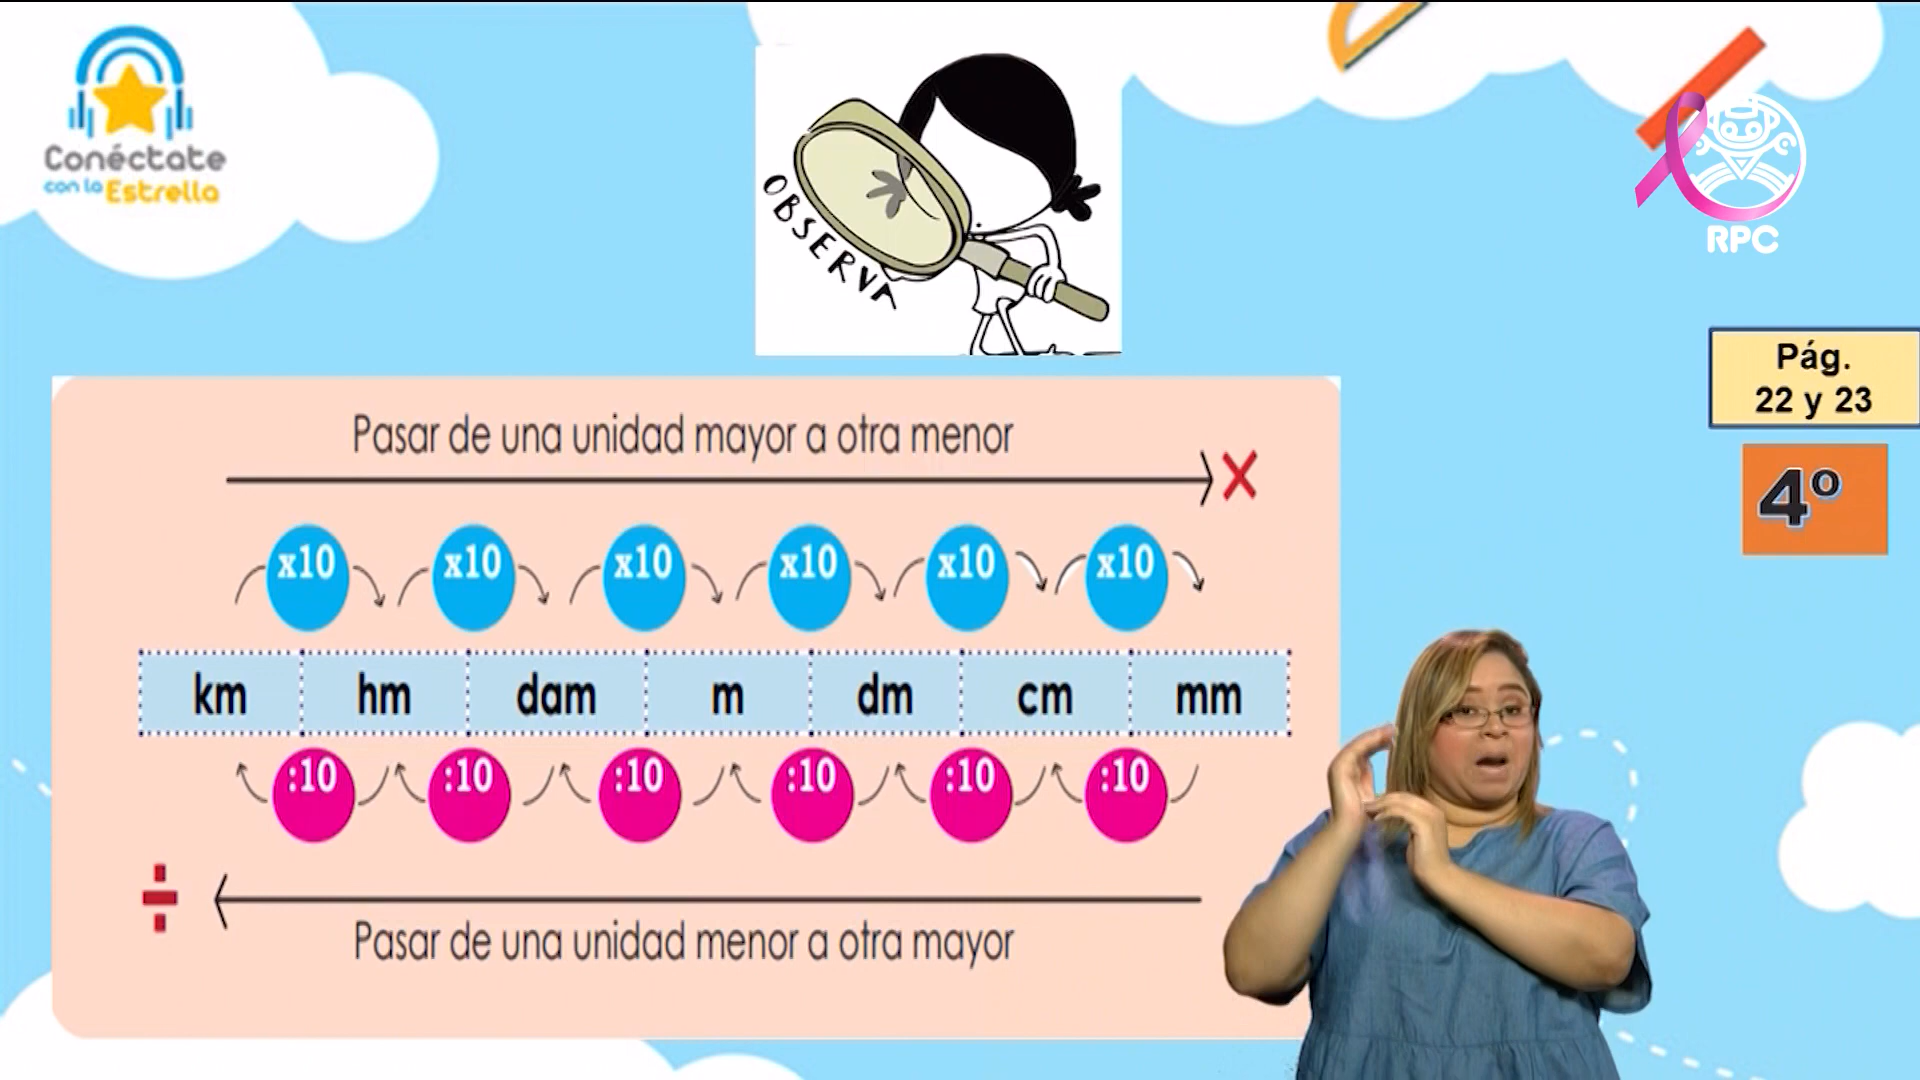 Conéctate
con la Estrella
OBSERVA
RPC
Pág.
22 y 23
4º
Pasar de una unidad mayor a otra menor
X
x10 x10 x10 x10 x10 x10
km hm dam m dm cm mm
:10 :10 :10 :10 :10 :10
÷
Pasar de una unidad menor a otra mayor